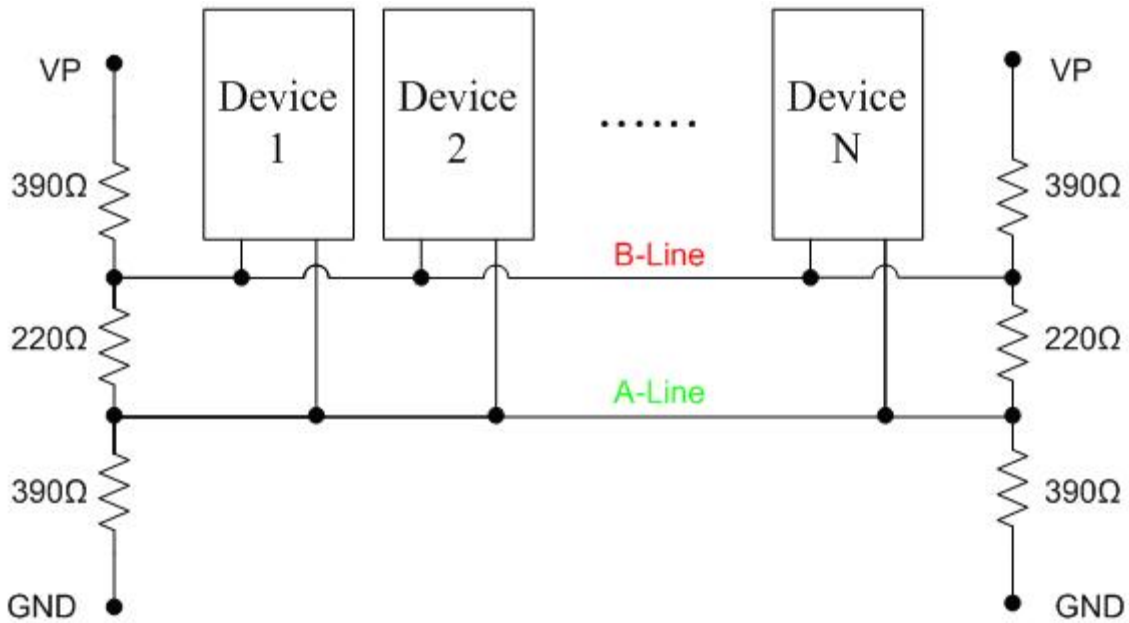 VP
Device
1
Device
2
......
Device
N
VP
390Ω
390Ω
B-Line
220Ω
220Ω
A-Line
390Ω
390Ω
GND
GND